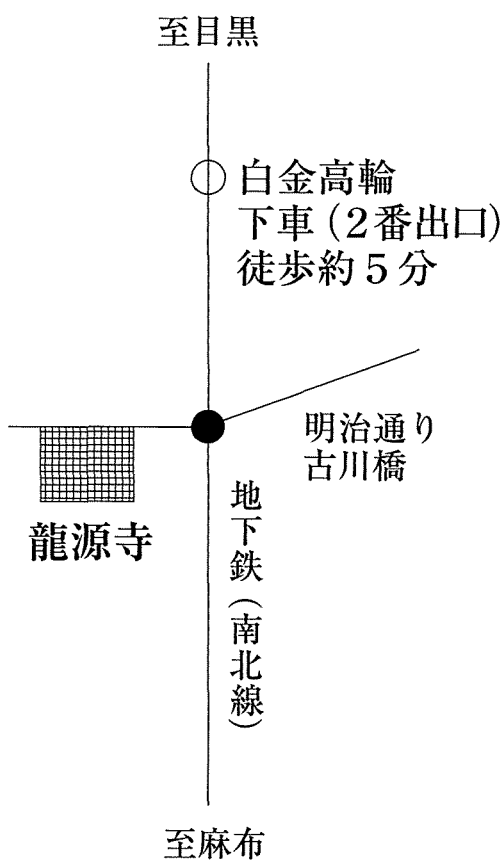 至目黒
白金高輪
下車(2番出口)
徒歩約5分
明治通り
古川橋
龍源寺
地下鉄(南北線)
至麻布